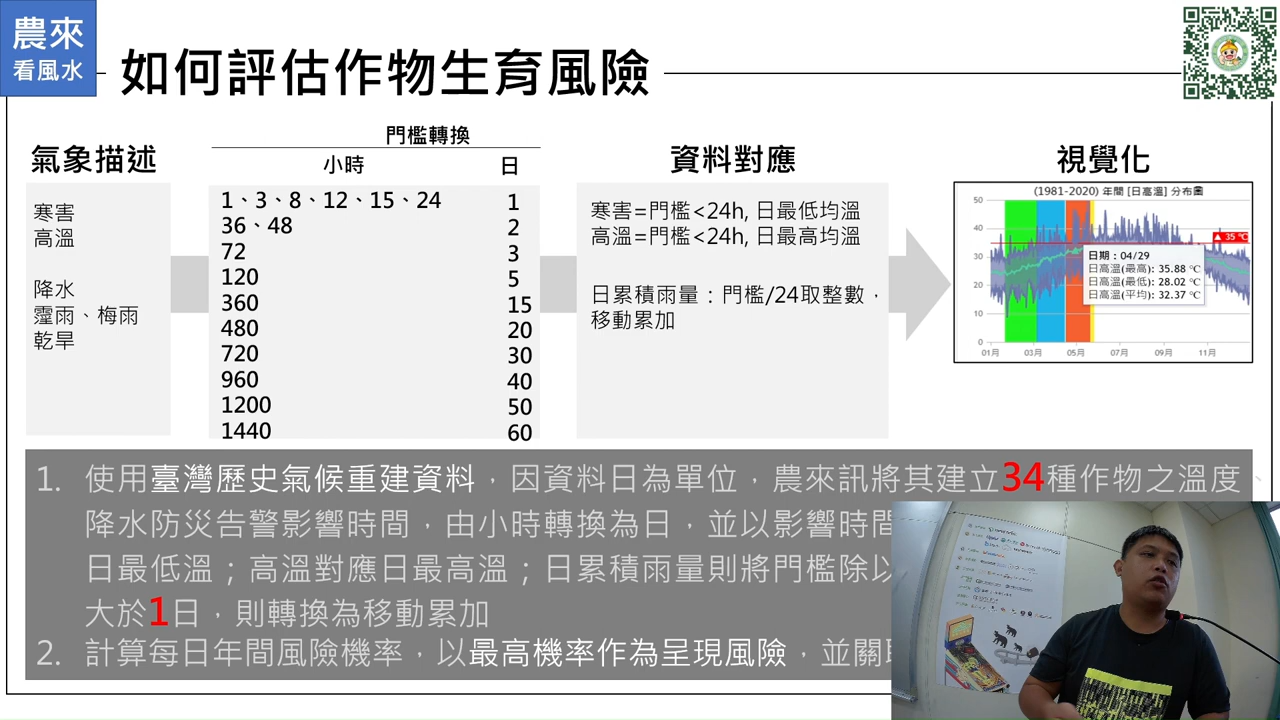 農來
看風水
如何評估作物生育風險
氣象描述
寒害
高溫
降水
霪雨、梅雨
乾旱
門檻轉換
小時 日
1、3、8、12、15、24 1
36、48 2
72 3
120 5
360 15
480 20
720 30
960 40
1200 50
1440 60
資料對應
寒害=門檻<24h, 日最低均溫
高溫=門檻<24h, 日最高均溫
日累積雨量：門檻/24取整數，
移動累加
視覺化
(1981-2020) 年間 [日高溫] 分布圖
50
40
30
20
10
0
▲ 35 °C
日期：04/29
日高溫(最高): 35.88 °C
日高溫(最低): 28.02 °C
日高溫(平均): 32.37 °C
01月 03月 05月 07月 09月 11月
1. 使用臺灣歷史氣候重建資料，因資料日為單位，農來訊將其建立34種作物之溫度、
降水防災告警影響時間，由小時轉換為日，並以影響時間
日最低溫；高溫對應日最高溫；日累積雨量則將門檻除以
大於1日，則轉換為移動累加
2. 計算每日年間風險機率，以最高機率作為呈現風險，並關